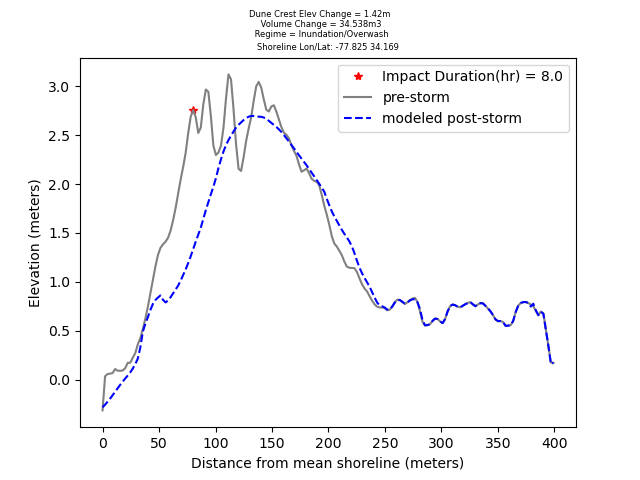 Dune Crest Elev Change = 1.42m
Volume Change = 34.538m3
Regime = Inundation/Overwash
Shoreline Lon/Lat: -77.825 34.169
Impact Duration(hr) = 8.0
pre-storm
modeled post-storm
3.0
2.5
2.0
1.5
1.0
0.5
0.0
Elevation (meters)
0 50 100 150 200 250 300 350 400
Distance from mean shoreline (meters)